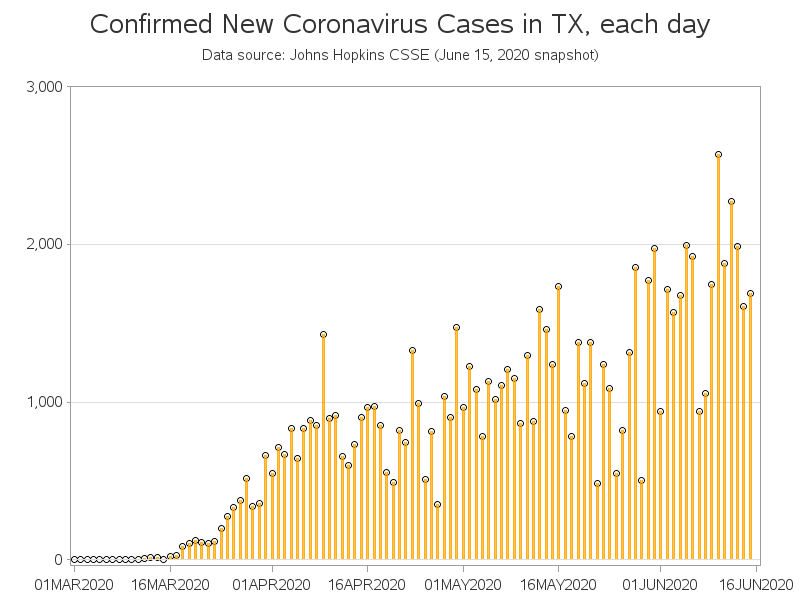 Confirmed New Coronavirus Cases in TX, each day
Data source: Johns Hopkins CSSE (June 15, 2020 snapshot)
3,000
2,000
1,000
0
01MAR2020 16MAR2020 01APR2020 16APR2020 01MAY2020 16MAY2020 01JUN2020 16JUN2020